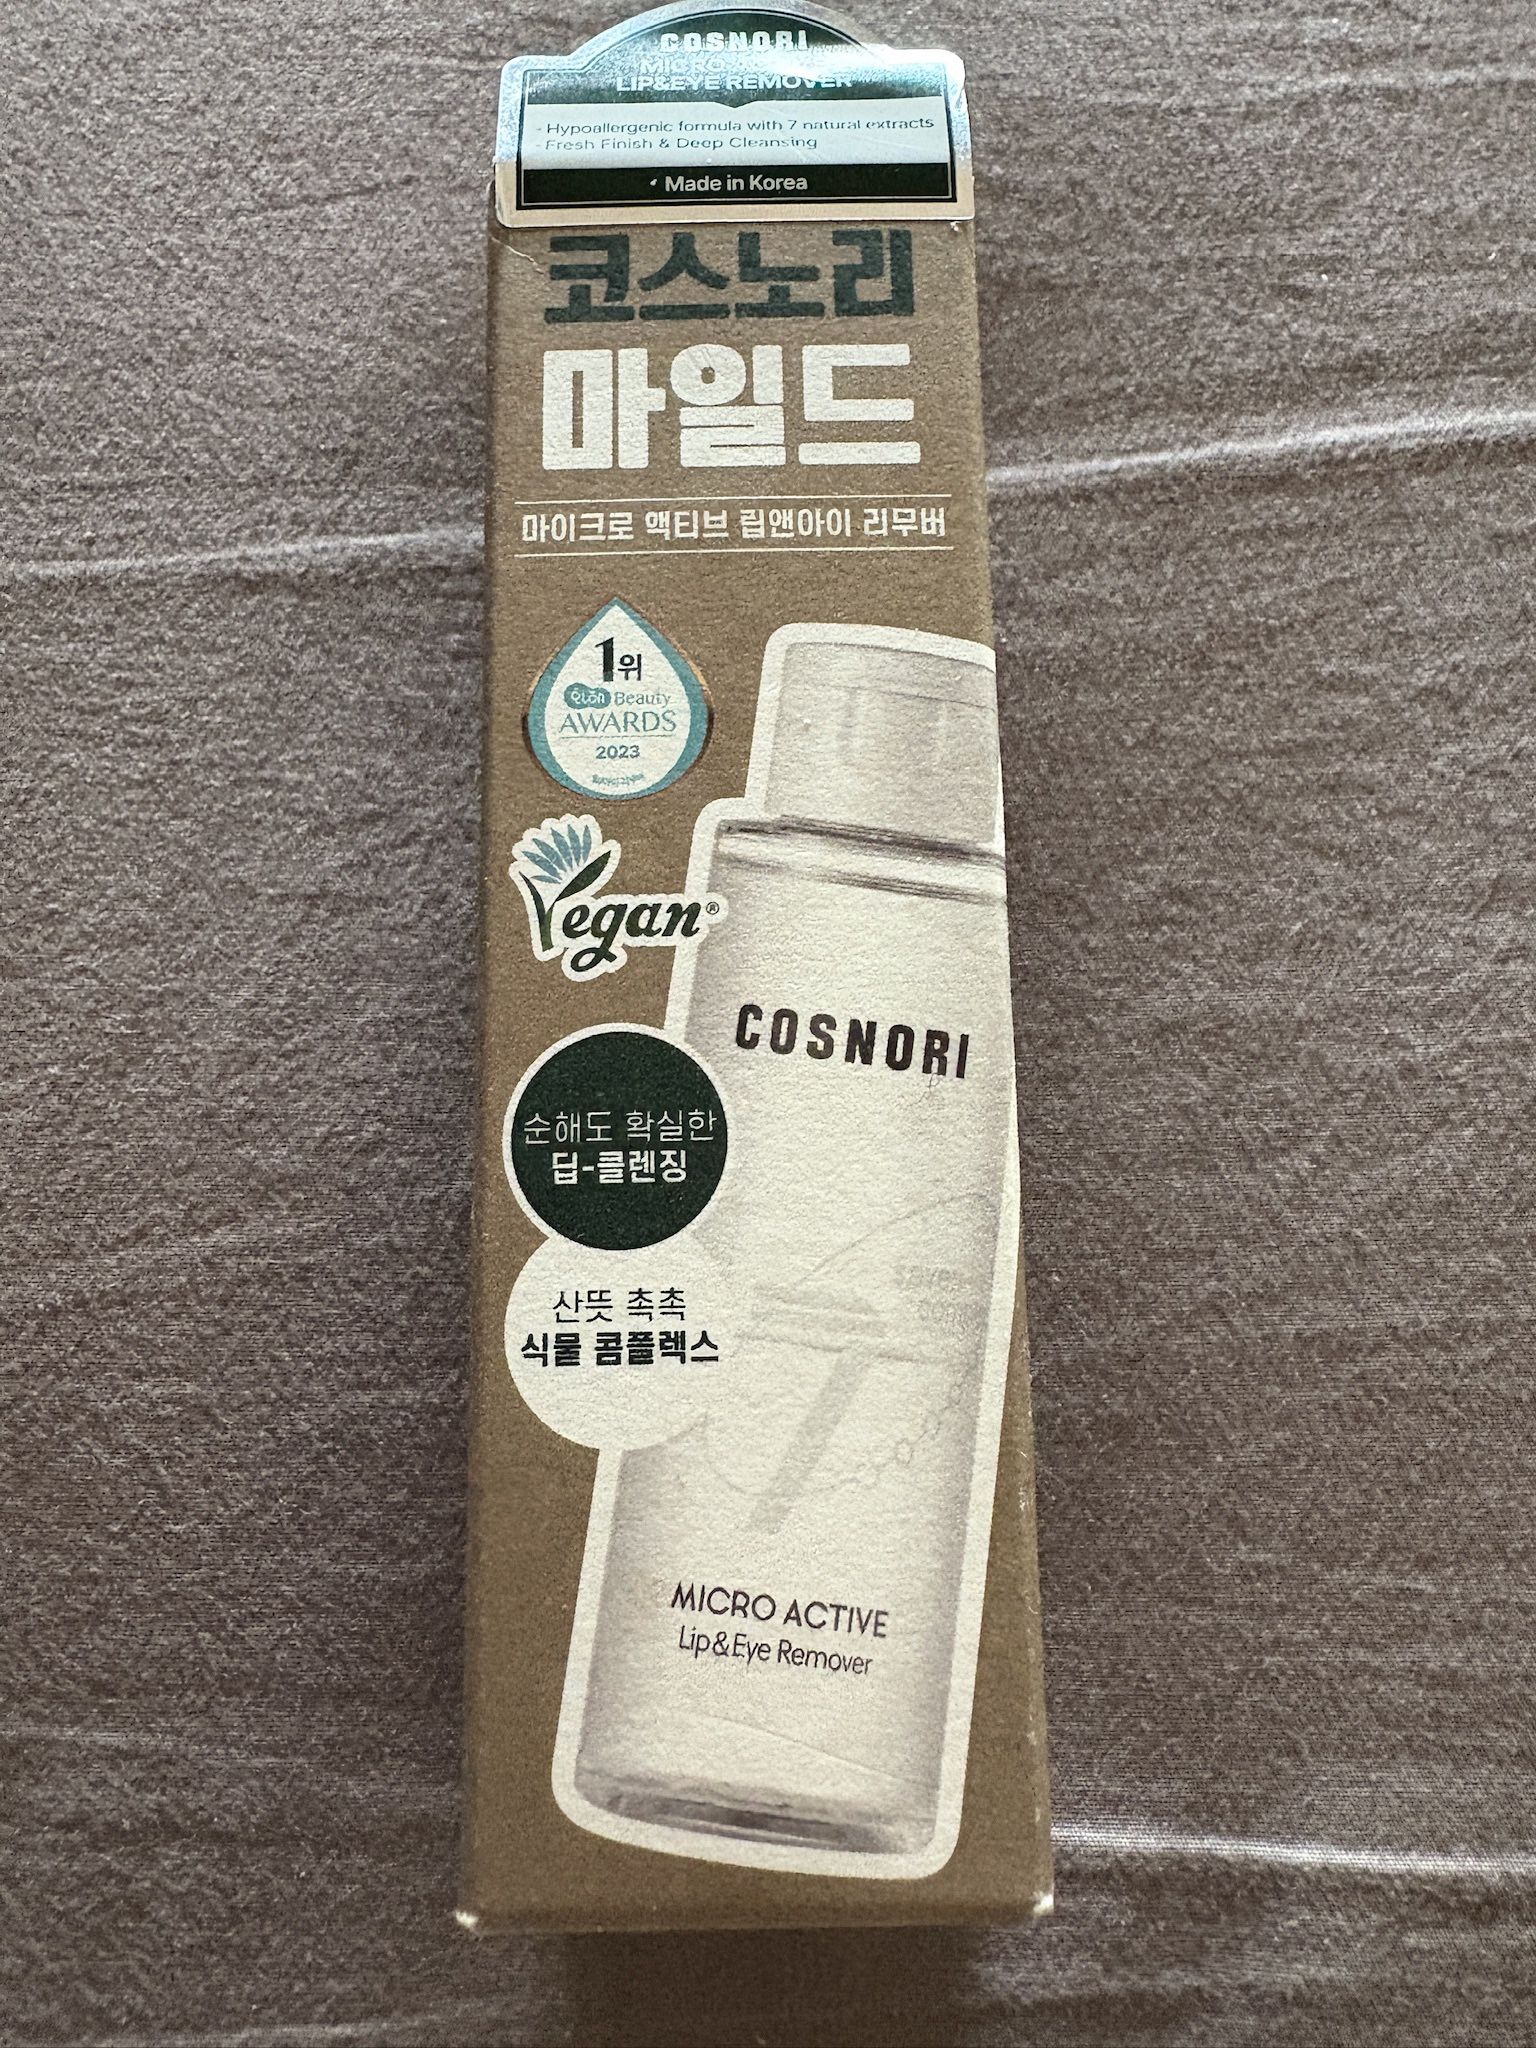 COSNORI
MICRO
LIP&EYE REMOVER
- Hypoallergenic formula with 7 natural extracts
- Fresh Finish & Deep Cleansing
Made in Korea
코스노리
마일드
마이크로 액티브 립앤아이 리무버
1위
화해 Beauty
AWARDS
2023
Vegan®
COSNORI
순해도 확실한
딥-클렌징
산뜻 촉촉
식물 콤플렉스
MICRO ACTIVE
Lip&Eye Remover